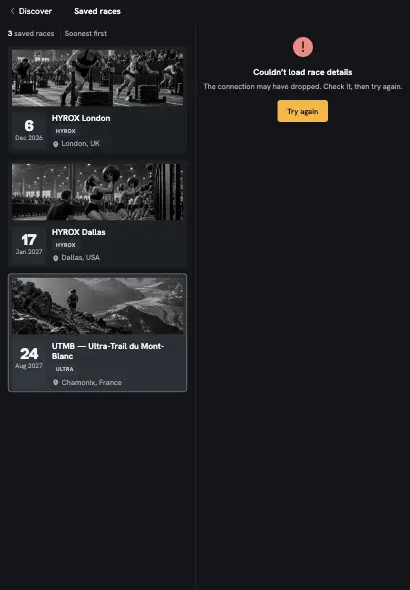 Discover
Saved races
3 saved races
Soonest first
6
Dec 2026
HYROX London
HYROX
London, UK
17
Jan 2027
HYROX Dallas
HYROX
Dallas, USA
24
Aug 2027
UTMB — Ultra-Trail du Mont-
Blanc
ULTRA
Chamonix, France
!
Couldn't load race details
The connection may have dropped. Check it, then try again.
Try again